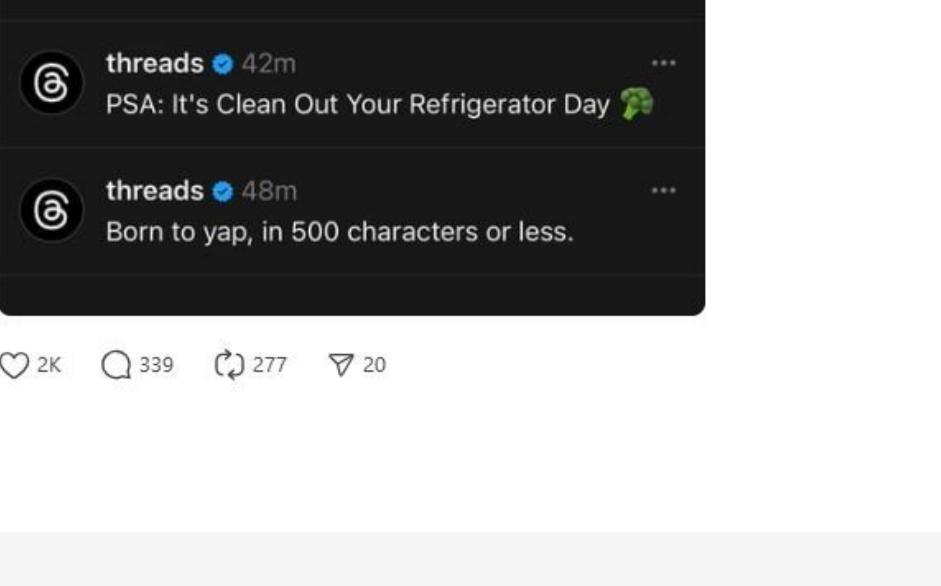 threads 42m
PSA: It's Clean Out Your Refrigerator Day 🥦
threads 48m
Born to yap, in 500 characters or less.
2K 339 277 20